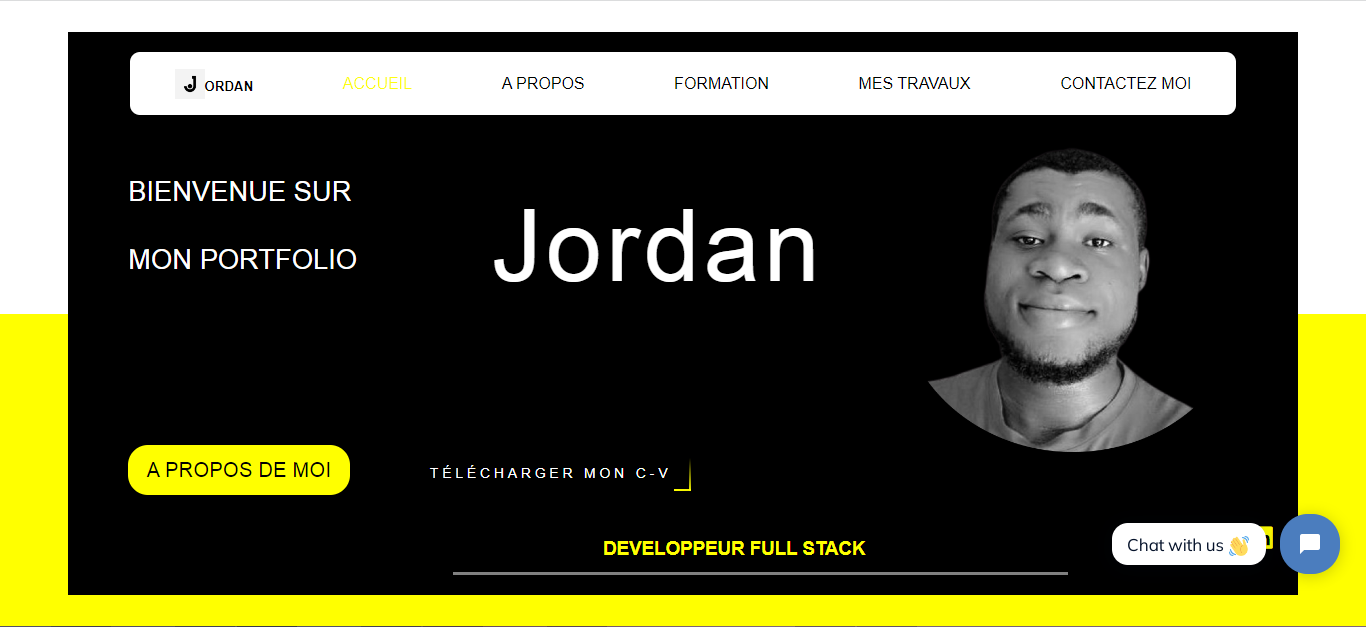 JORDAN
ACCUEIL
A PROPOS
FORMATION
MES TRAVAUX
CONTACTEZ MOI
BIENVENUE SUR
MON PORTFOLIO
Jordan
A PROPOS DE MOI
TÉLÉCHARGER MON C-V
DEVELOPPEUR FULL STACK
Chat with us 👋